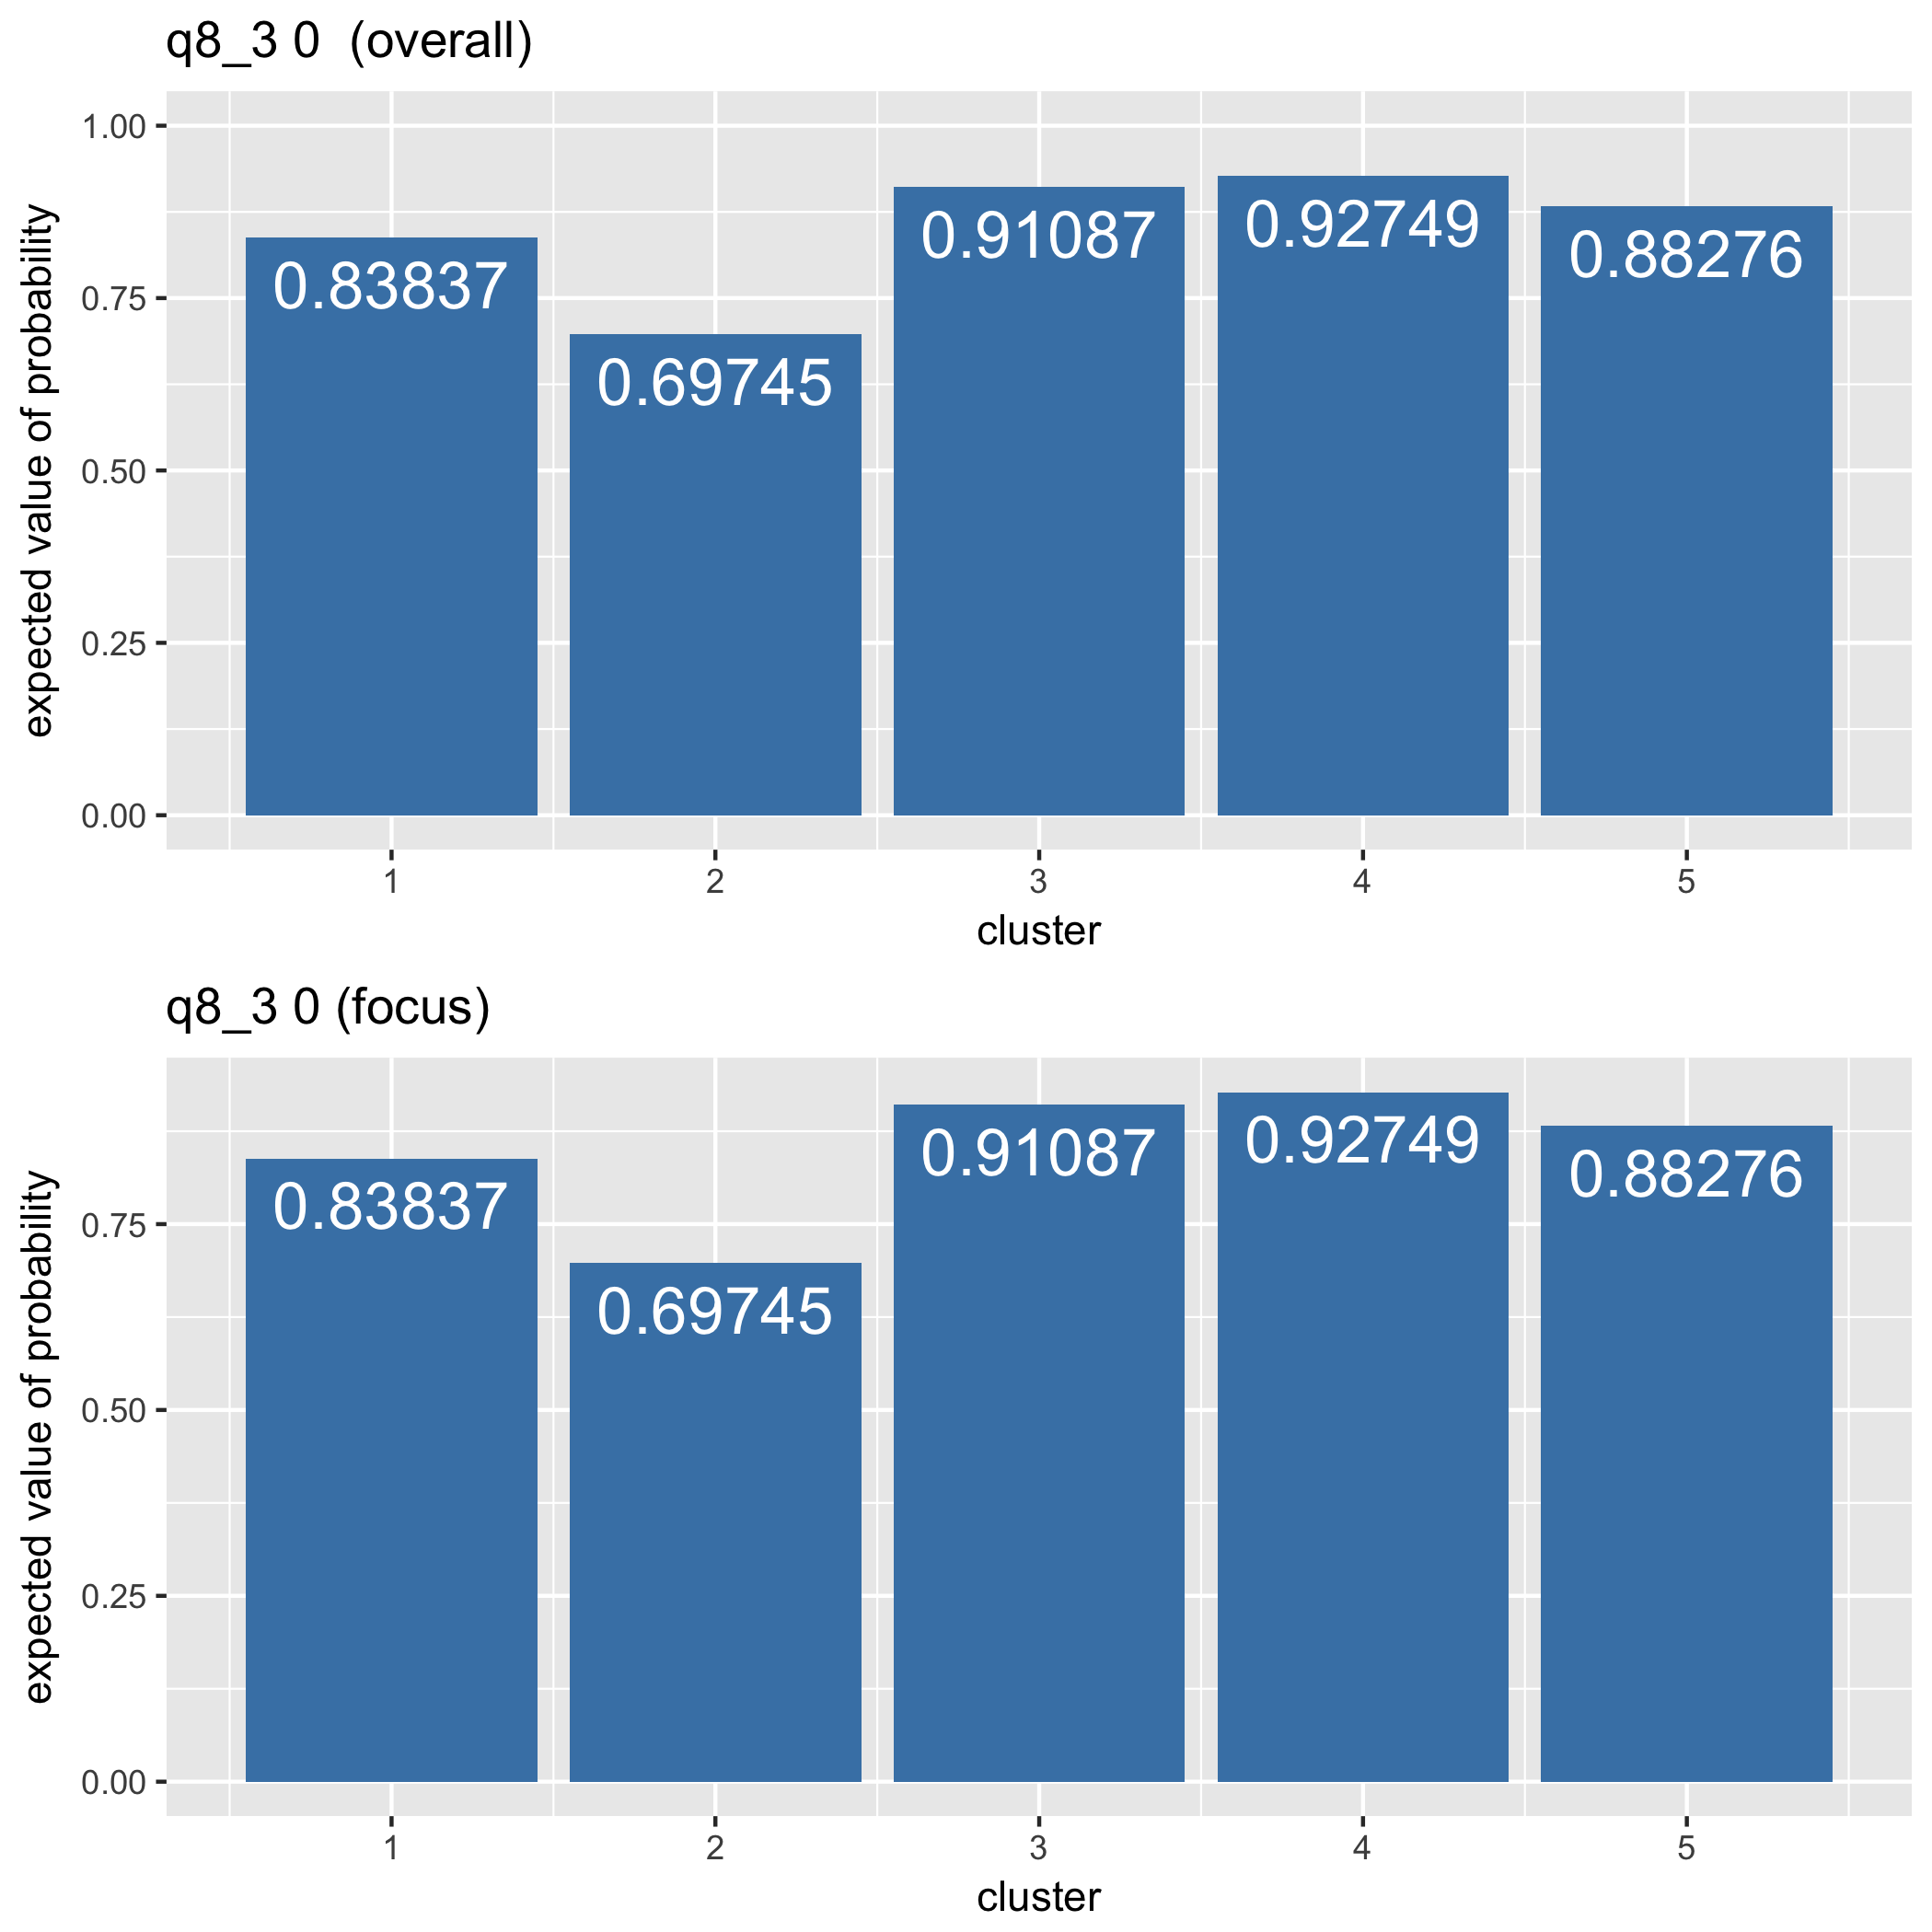 q8_3 0  (overall)
expected value of probability
1.00
0.75
0.50
0.25
0.00
0.83837
0.69745
0.91087
0.92749
0.88276
1 2 3 4 5
cluster
q8_3 0 (focus)
expected value of probability
0.75
0.50
0.25
0.00
0.83837
0.69745
0.91087
0.92749
0.88276
1 2 3 4 5
cluster